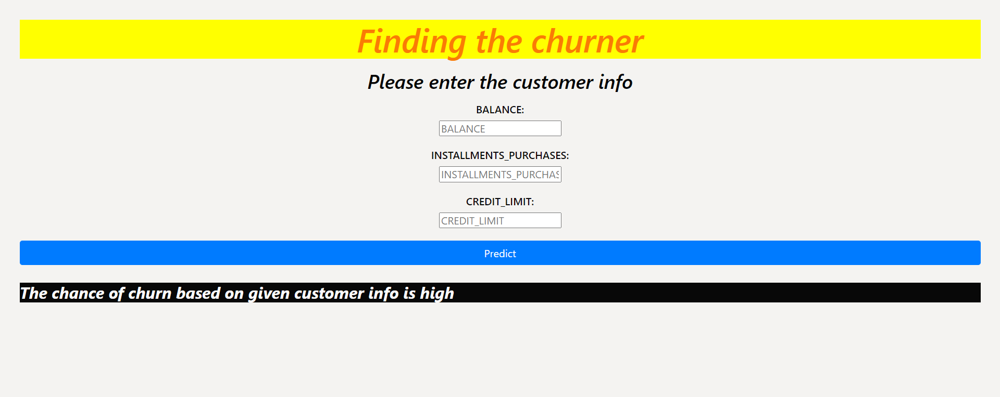 Finding the churner
Please enter the customer info
BALANCE:
BALANCE
INSTALLMENTS_PURCHASES:
INSTALLMENTS_PURCHAS
CREDIT_LIMIT:
CREDIT_LIMIT
Predict
The chance of churn based on given customer info is high